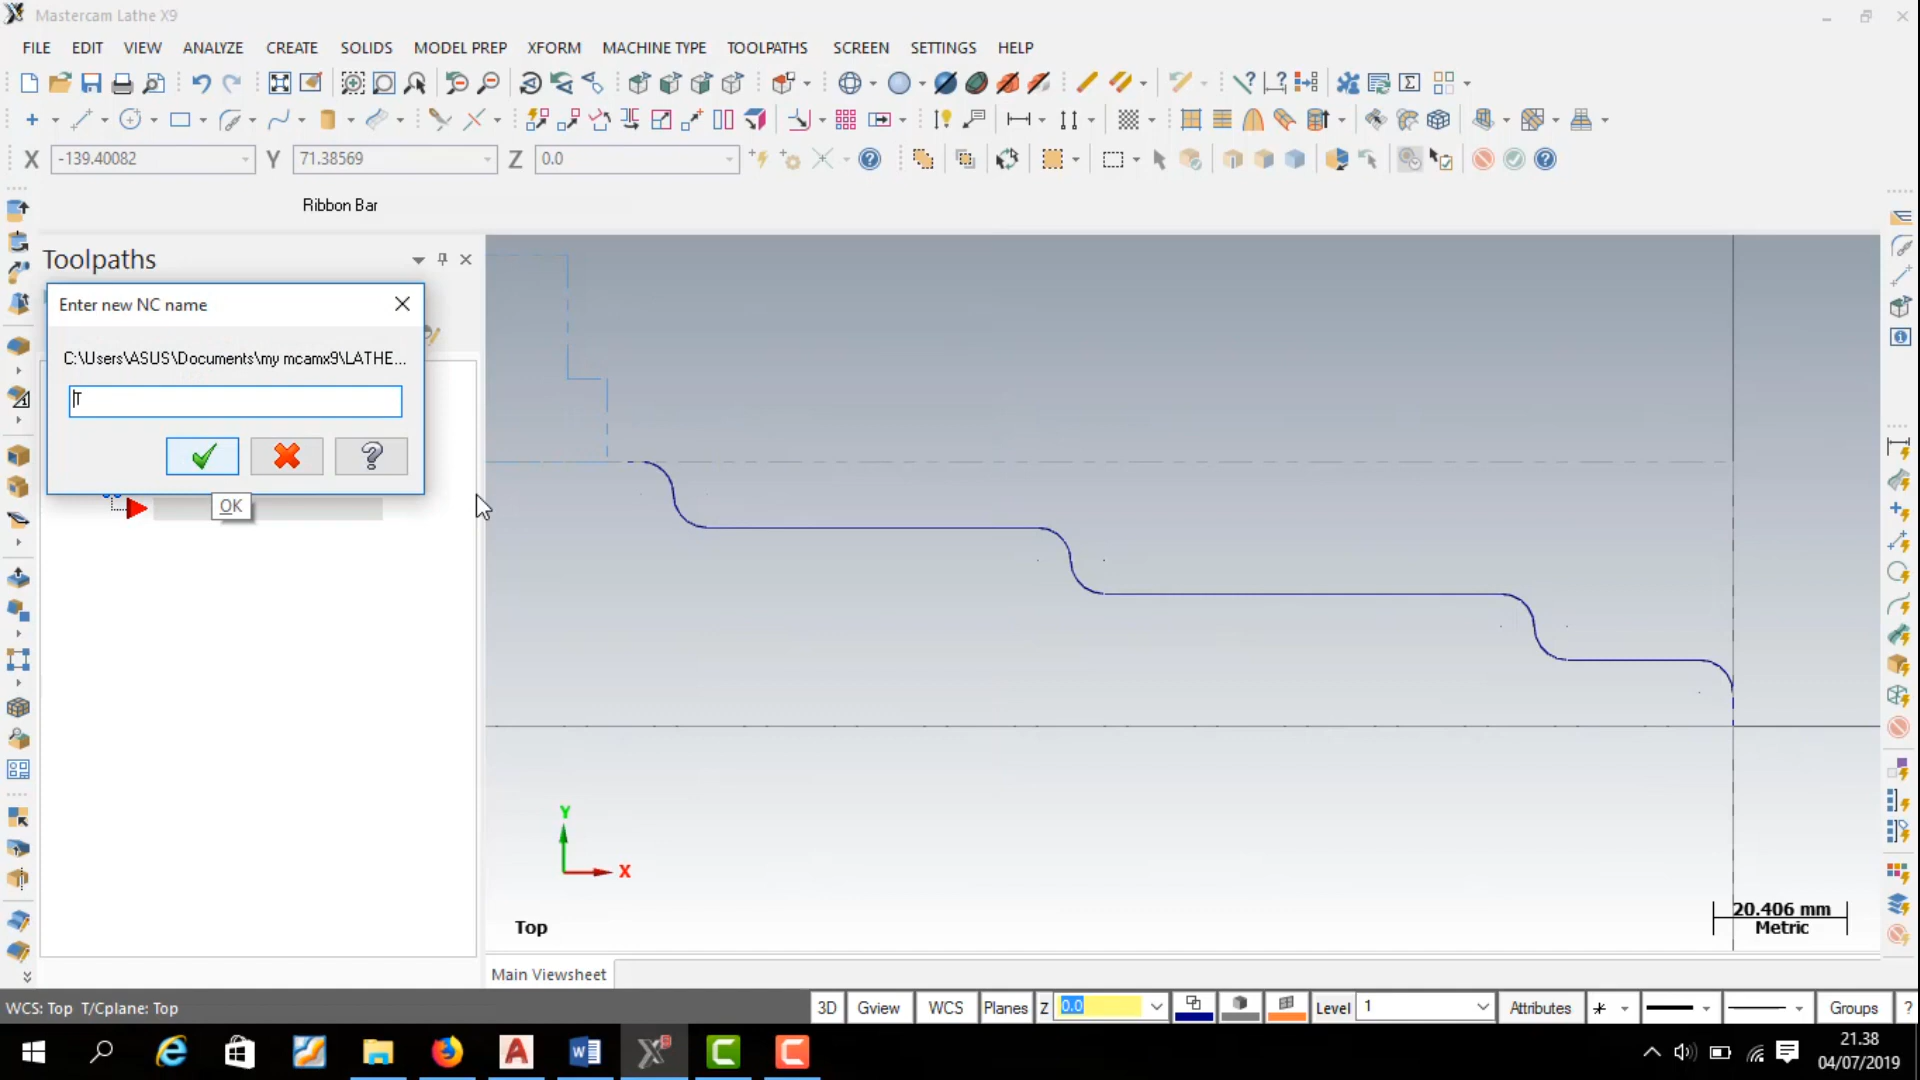 Mastercam Lathe X9
FILE EDIT VIEW ANALYZE CREATE SOLIDS MODEL PREP XFORM MACHINE TYPE TOOLPATHS SCREEN SETTINGS HELP
X -139.40082 Y 71.38569 Z 0.0
Ribbon Bar
Toolpaths
Enter new NC name
C:\Users\ASUS\Documents\my mcamx9\LATHE...
T
OK
Y
X
Top
20.406 mm
Metric
Main Viewsheet
WCS: Top T/Cplane: Top
3D Gview WCS Planes Z 0.0 Level 1 Attributes Groups ?
21.38
04/07/2019